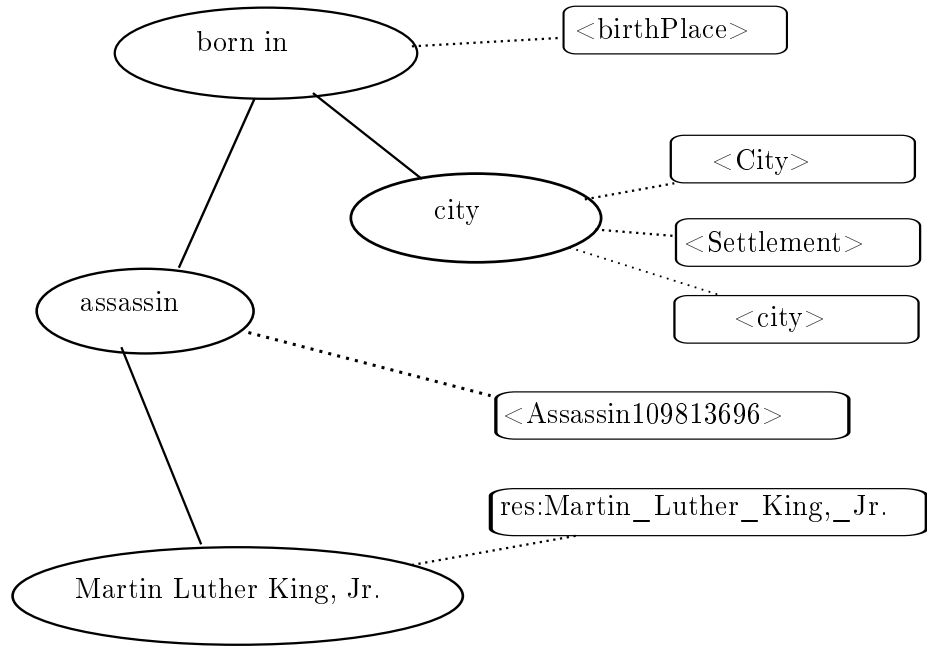 born in
<birthPlace>
<City>
city
<Settlement>
<city>
assassin
<Assassin109813696>
res:Martin_Luther_King,_Jr.
Martin Luther King, Jr.